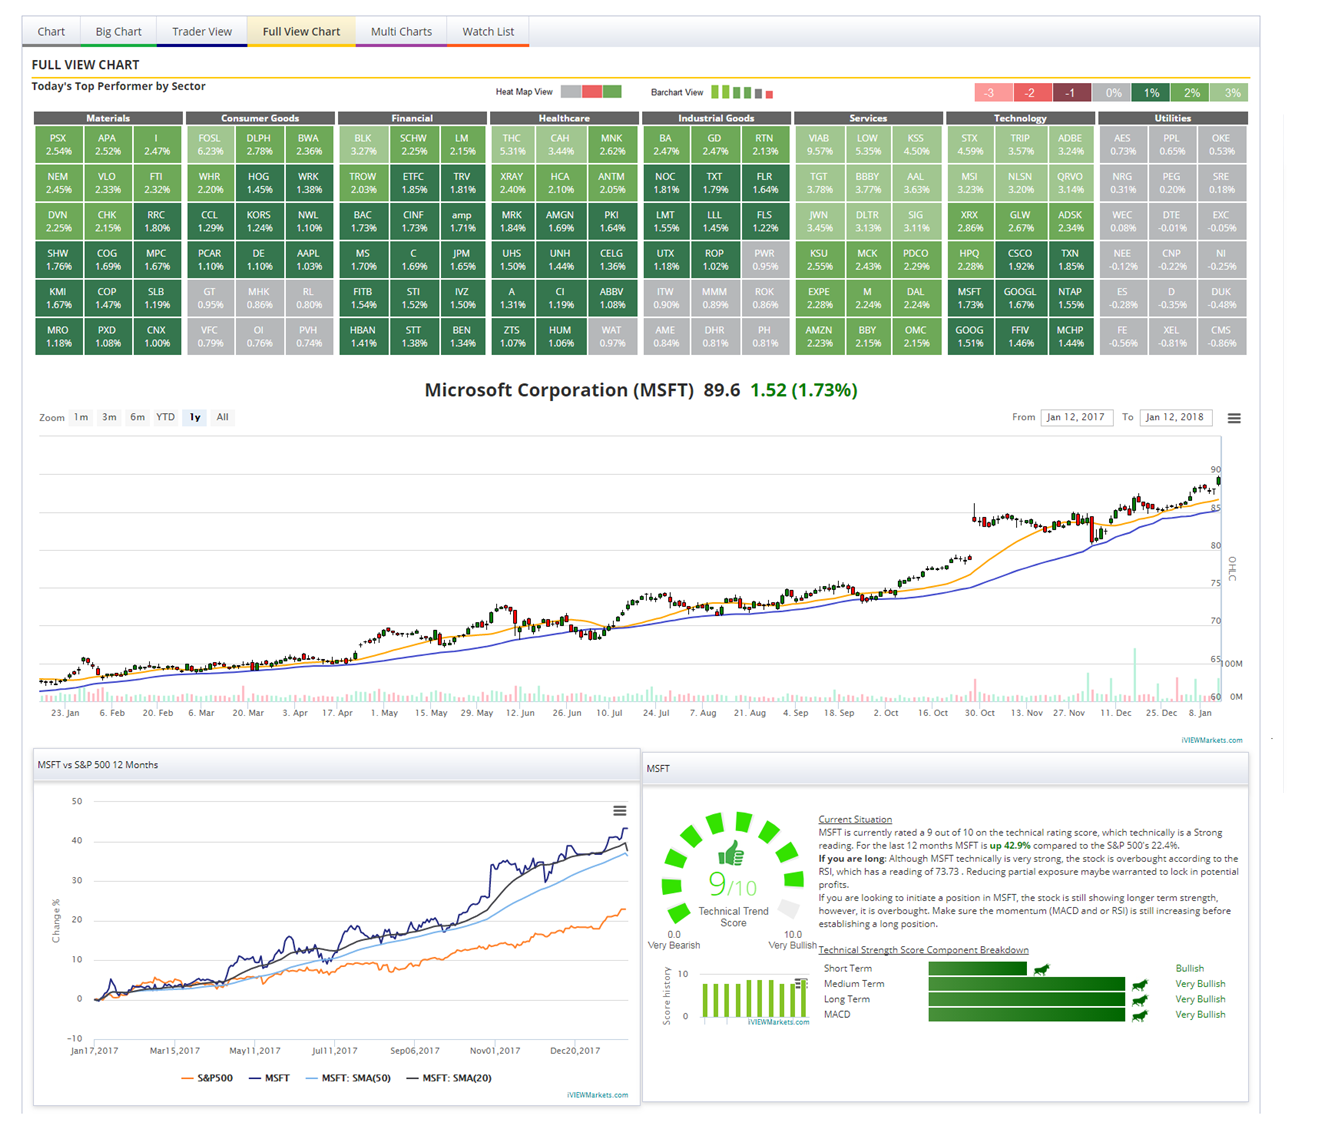 Chart Big Chart Trader View Full View Chart Multi Charts Watch List
FULL VIEW CHART
Today's Top Performer by Sector
Heat Map View Barchart View -3 -2 -1 0% 1% 2% 3%
Materials Consumer Goods Financial Healthcare Industrial Goods Services Technology Utilities
PSX APA I FOSL DLPH BWA BLK SCHW LM THC CAH MNK BA GD RTN VIAB LOW KSS STX TRIP ADBE AES PPL OKE
2.54% 2.52% 2.47% 6.23% 2.78% 2.36% 3.27% 2.25% 2.15% 5.31% 3.44% 2.62% 2.47% 2.47% 2.13% 9.57% 5.35% 4.50% 4.59% 3.57% 3.24% 0.73% 0.65% 0.53%
NEM VLO FTI WHR HOG WRK TROW ETFC TRV XRAY HCA ANTM NOC TXT FLR TGT BBBY AAL MSI NLSN QRVO NRG PEG SRE
2.45% 2.33% 2.32% 2.20% 1.45% 1.38% 2.03% 1.85% 1.81% 2.40% 2.10% 2.05% 1.81% 1.79% 1.64% 3.78% 3.77% 3.63% 3.23% 3.20% 3.14% 0.31% 0.20% 0.18%
DVN CHK RRC CCL KORS NWL BAC CINF amp MRK AMGN PKI LMT LLL FLS JWN DLTR SIG XRX GLW ADSK WEC DTE EXC
2.25% 2.15% 1.80% 1.29% 1.24% 1.10% 1.73% 1.73% 1.71% 1.84% 1.69% 1.64% 1.55% 1.45% 1.22% 3.45% 3.13% 3.11% 2.86% 2.67% 2.34% 0.08% -0.01% -0.05%
SHW COG MPC PCAR DE AAPL MS C JPM UHS UNH CELG UTX ROP PWR KSU MCK PDCO HPQ CSCO TXN NEE CNP NI
1.76% 1.69% 1.67% 1.10% 1.10% 1.03% 1.70% 1.69% 1.65% 1.50% 1.44% 1.36% 1.18% 1.02% 0.95% 2.55% 2.43% 2.29% 2.28% 1.92% 1.85% -0.12% -0.22% -0.25%
KMI COP SLB GT MHK RL FITB STI IVZ A CI ABBV ITW MMM ROK EXPE M DAL MSFT GOOGL NTAP ES D DUK
1.67% 1.47% 1.19% 0.95% 0.86% 0.80% 1.54% 1.52% 1.50% 1.31% 1.19% 1.08% 0.90% 0.89% 0.86% 2.28% 2.24% 2.24% 1.73% 1.67% 1.55% -0.28% -0.35% -0.48%
MRO PXD CNX VFC OI PVH HBAN STT BEN ZTS HUM WAT AME DHR PH AMZN BBY OMC GOOG FFIV MCHP FE XEL CMS
1.18% 1.08% 1.00% 0.79% 0.76% 0.74% 1.41% 1.38% 1.34% 1.07% 1.06% 0.97% 0.84% 0.81% 0.81% 2.23% 2.15% 2.15% 1.51% 1.46% 1.44% -0.56% -0.81% -0.86%
Microsoft Corporation (MSFT) 89.6 1.52 (1.73%)
Zoom 1m 3m 6m YTD 1y All From Jan 12, 2017 To Jan 12, 2018
90
85
80
OHLC
75
70
65 100M
60 0M
23. Jan 6. Feb 20. Feb 6. Mar 20. Mar 3. Apr 17. Apr 1. May 15. May 29. May 12. Jun 26. Jun 10. Jul 24. Jul 7. Aug 21. Aug 4. Sep 18. Sep 2. Oct 16. Oct 30. Oct 13. Nov 27. Nov 11. Dec 25. Dec 8. Jan
iVIEWMarkets.com
MSFT vs S&P 500 12 Months
50
40
30
20
10
0
-10
Change %
Jan17,2017 Mar15,2017 May11,2017 Jul11,2017 Sep06,2017 Nov01,2017 Dec20,2017
S&P500 MSFT MSFT: SMA(50) MSFT: SMA(20)
iVIEWMarkets.com
MSFT
9/10
Technical Trend
Score
0.0 10.0
Very Bearish Very Bullish
Score history
10
0
iVIEWMarkets.com
Current Situation
MSFT is currently rated a 9 out of 10 on the technical rating score, which technically is a Strong
reading. For the last 12 months MSFT is up 42.9% compared to the S&P 500's 22.4%.
If you are long: Although MSFT technically is very strong, the stock is overbought according to the
RSI, which has a reading of 73.73 . Reducing partial exposure maybe warranted to lock in potential
profits.
If you are looking to initiate a position in MSFT, the stock is still showing longer term strength,
however, it is overbought. Make sure the momentum (MACD and or RSI) is still increasing before
establishing a long position.
Technical Strength Score Component Breakdown
Short Term Bullish
Medium Term Very Bullish
Long Term Very Bullish
MACD Very Bullish